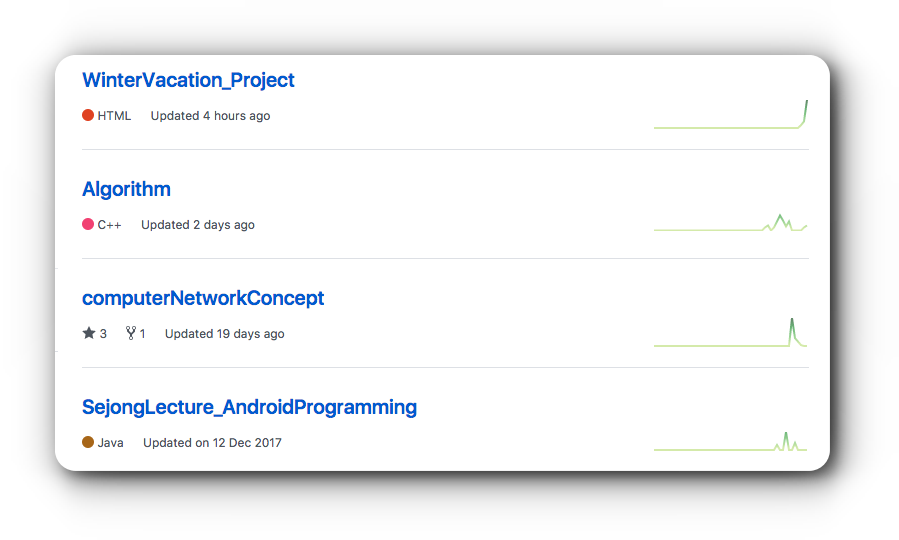 WinterVacation_Project
HTML Updated 4 hours ago
Algorithm
C++ Updated 2 days ago
computerNetworkConcept
3 1 Updated 19 days ago
SejongLecture_AndroidProgramming
Java Updated on 12 Dec 2017